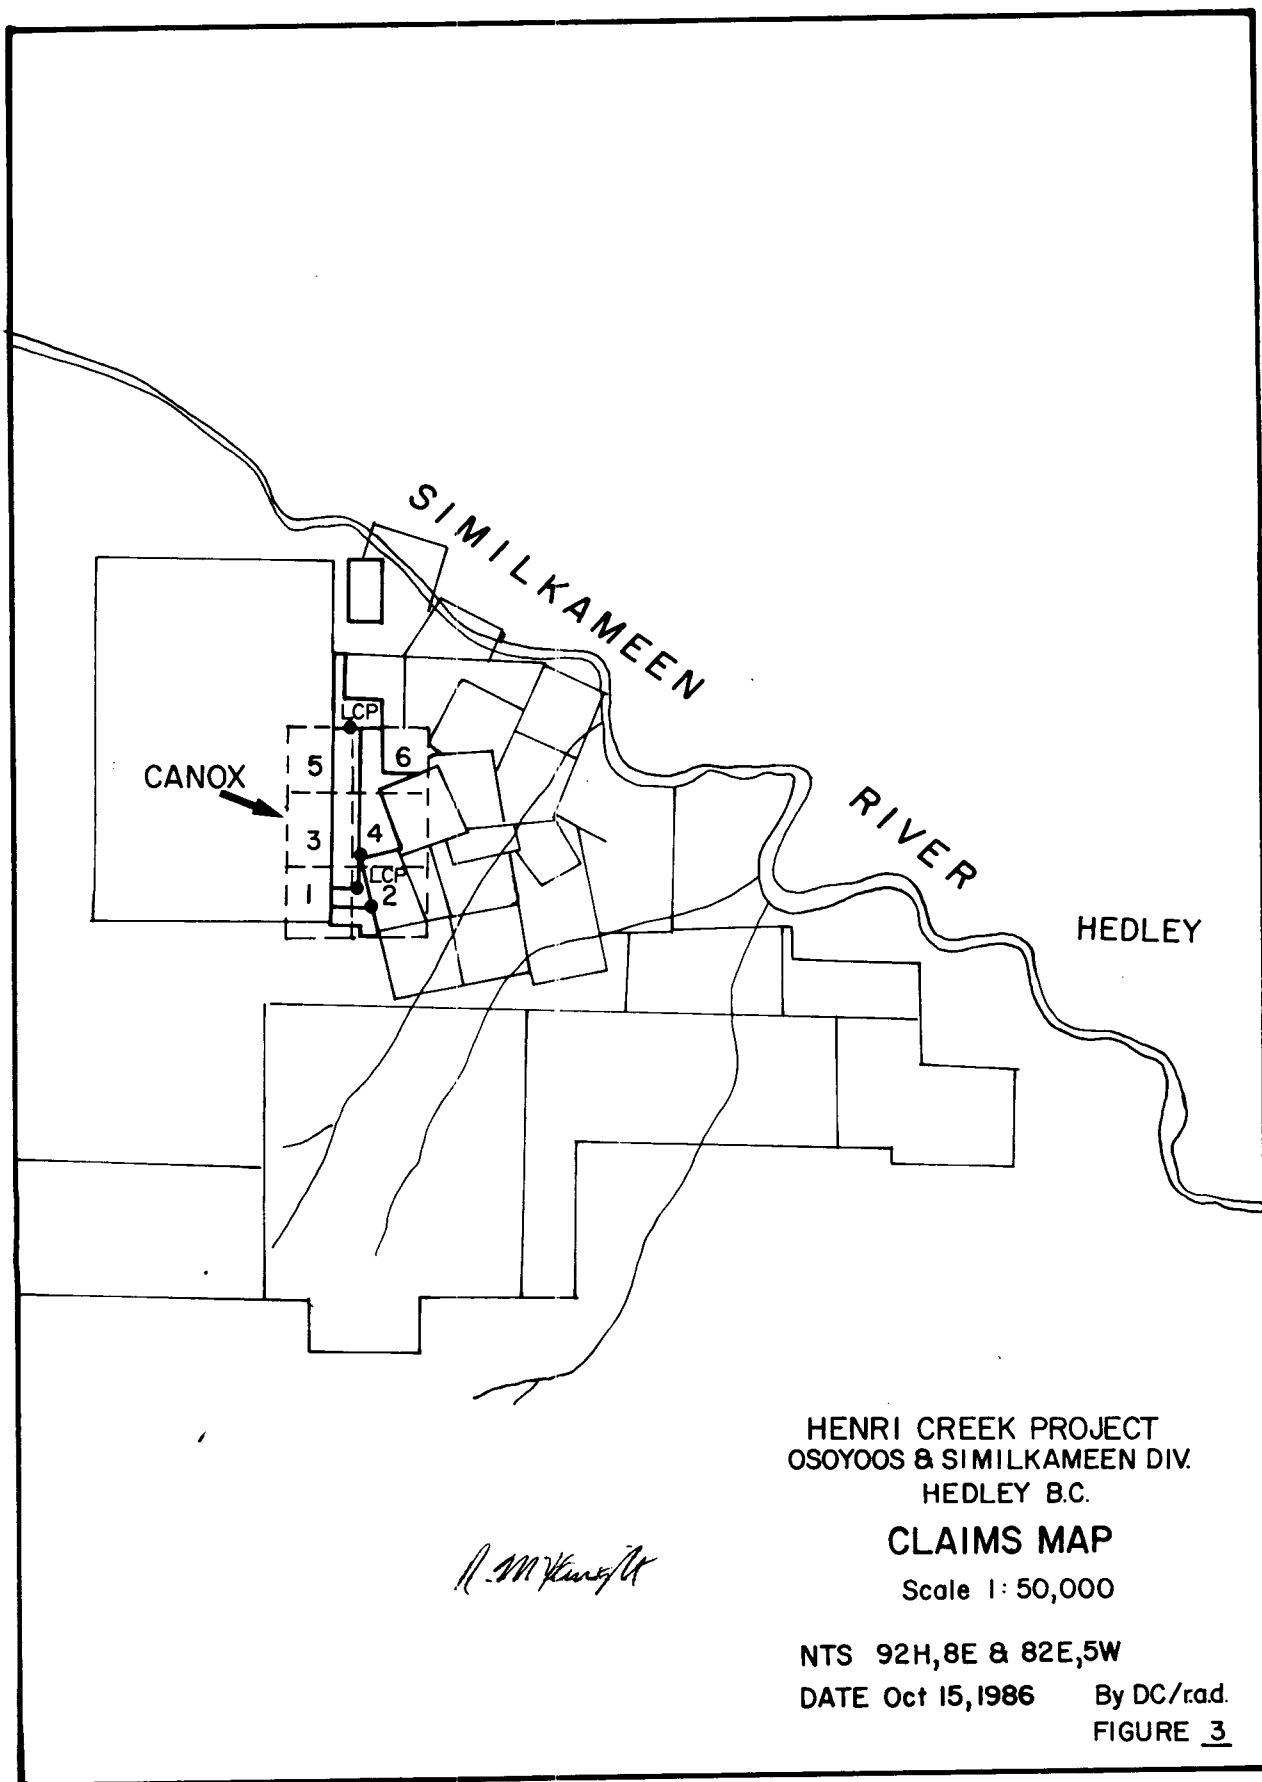 SIMILKAMEEN
RIVER
LCP
5
6
CANOX
3
4
LCP
1
2
HEDLEY
HENRI CREEK PROJECT
OSOYOOS & SIMILKAMEEN DIV.
HEDLEY B.C.
CLAIMS MAP
Scale 1:50,000
NTS 92H,8E & 82E,5W
DATE Oct 15,1986 By DC/r.a.d.
FIGURE 3